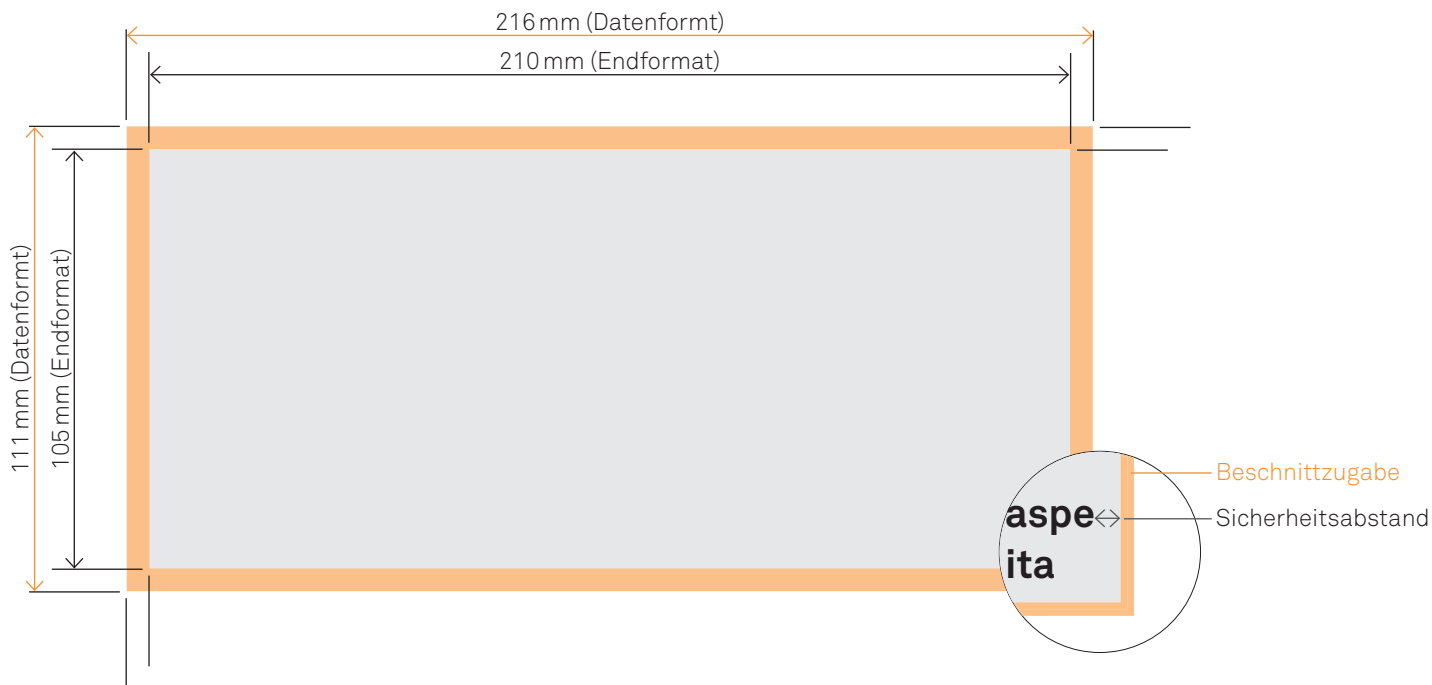 216 mm (Datenformt)
210 mm (Endformat)
111 mm (Datenformt)
105 mm (Endformat)
Beschnittzugabe
aspe
Sicherheitsabstand
ita